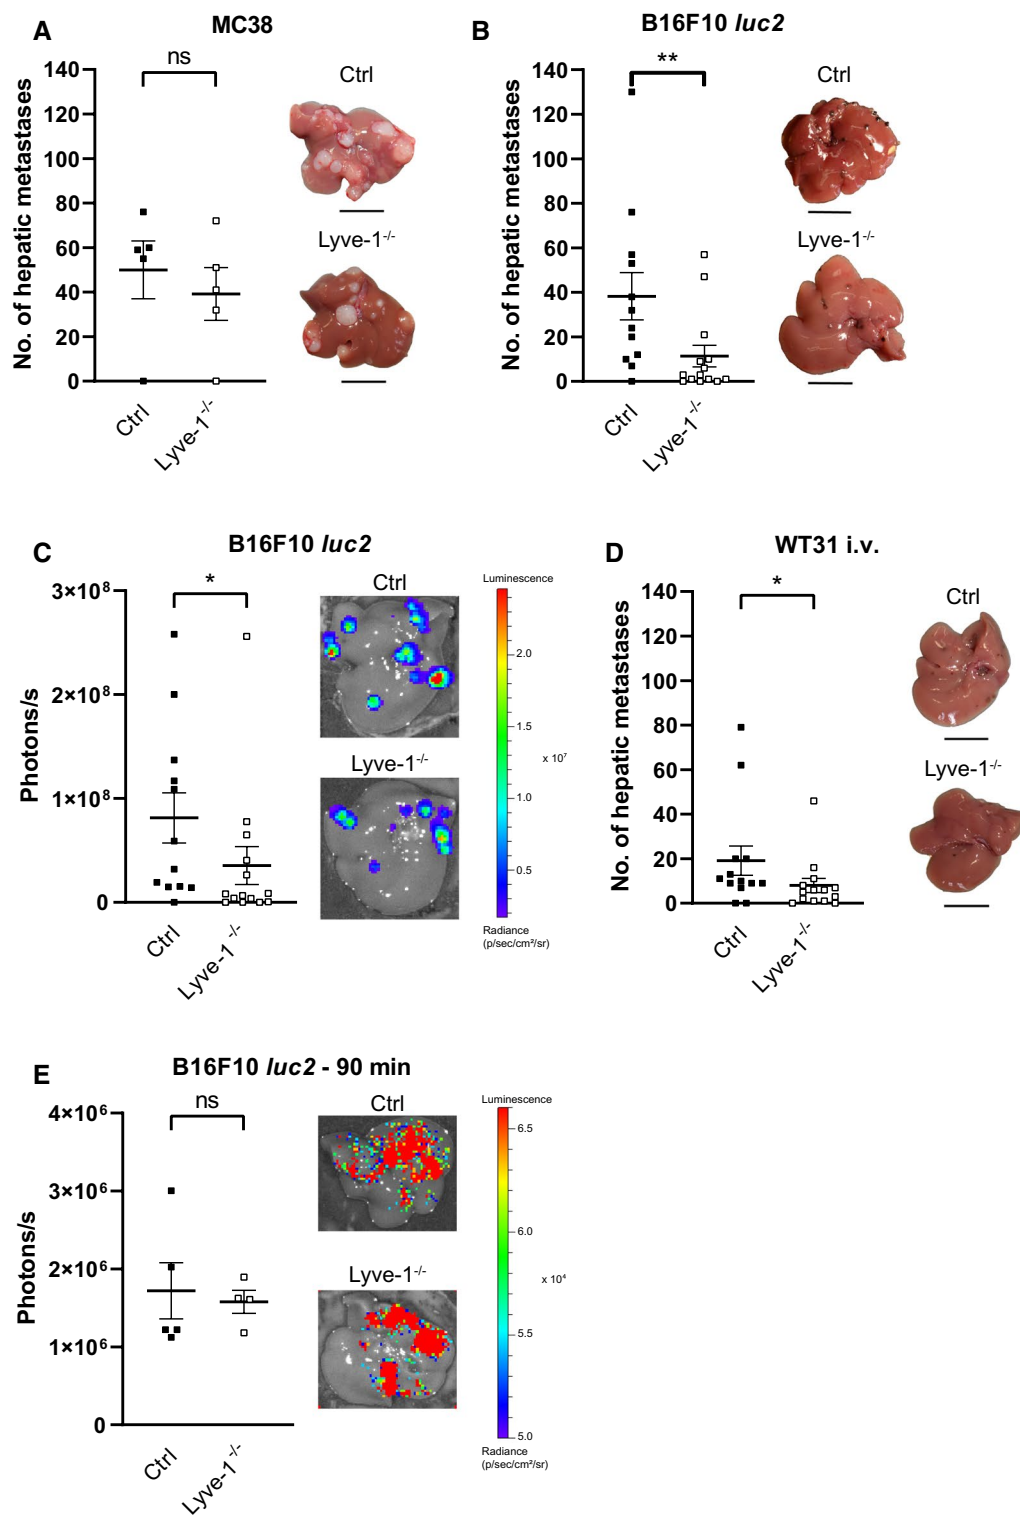 A
MC38
ns
No. of hepatic metastases
140
120
100
80
60
40
20
0
Ctrl
Lyve-1-/-
Ctrl
Lyve-1-/-
B
B16F10 luc2
**
No. of hepatic metastases
140
120
100
80
60
40
20
0
Ctrl
Lyve-1-/-
Ctrl
Lyve-1-/-
C
B16F10 luc2
*
Photons/s
3×10⁸
2×10⁸
1×10⁸
0
Ctrl
Lyve-1-/-
Ctrl
Lyve-1-/-
Luminescence
2.0
1.5
x 10⁷
1.0
0.5
Radiance
(p/sec/cm²/sr)
D
WT31 i.v.
*
No. of hepatic metastases
140
120
100
80
60
40
20
0
Ctrl
Lyve-1-/-
Ctrl
Lyve-1-/-
E
B16F10 luc2 - 90 min
ns
Photons/s
4×10⁶
3×10⁶
2×10⁶
1×10⁶
0
Ctrl
Lyve-1-/-
Ctrl
Lyve-1-/-
Luminescence
6.5
6.0
x 10⁴
5.5
5.0
Radiance
(p/sec/cm²/sr)